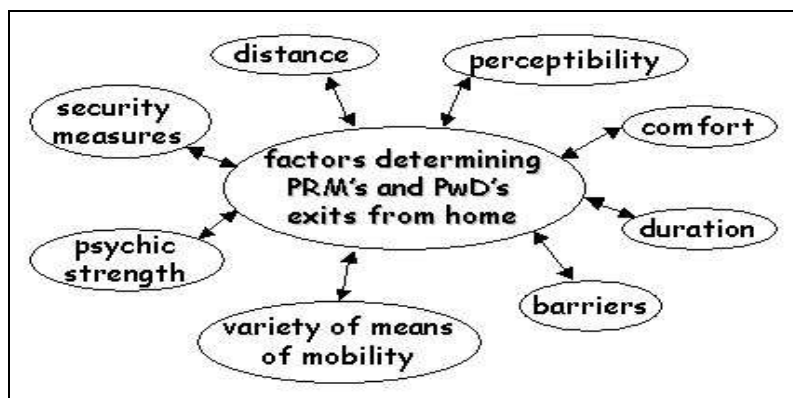 distance
perceptibility
security
measures
comfort
factors determining
PRM's and PwD's
exits from home
duration
psychic
strength
barriers
variety of means
of mobility